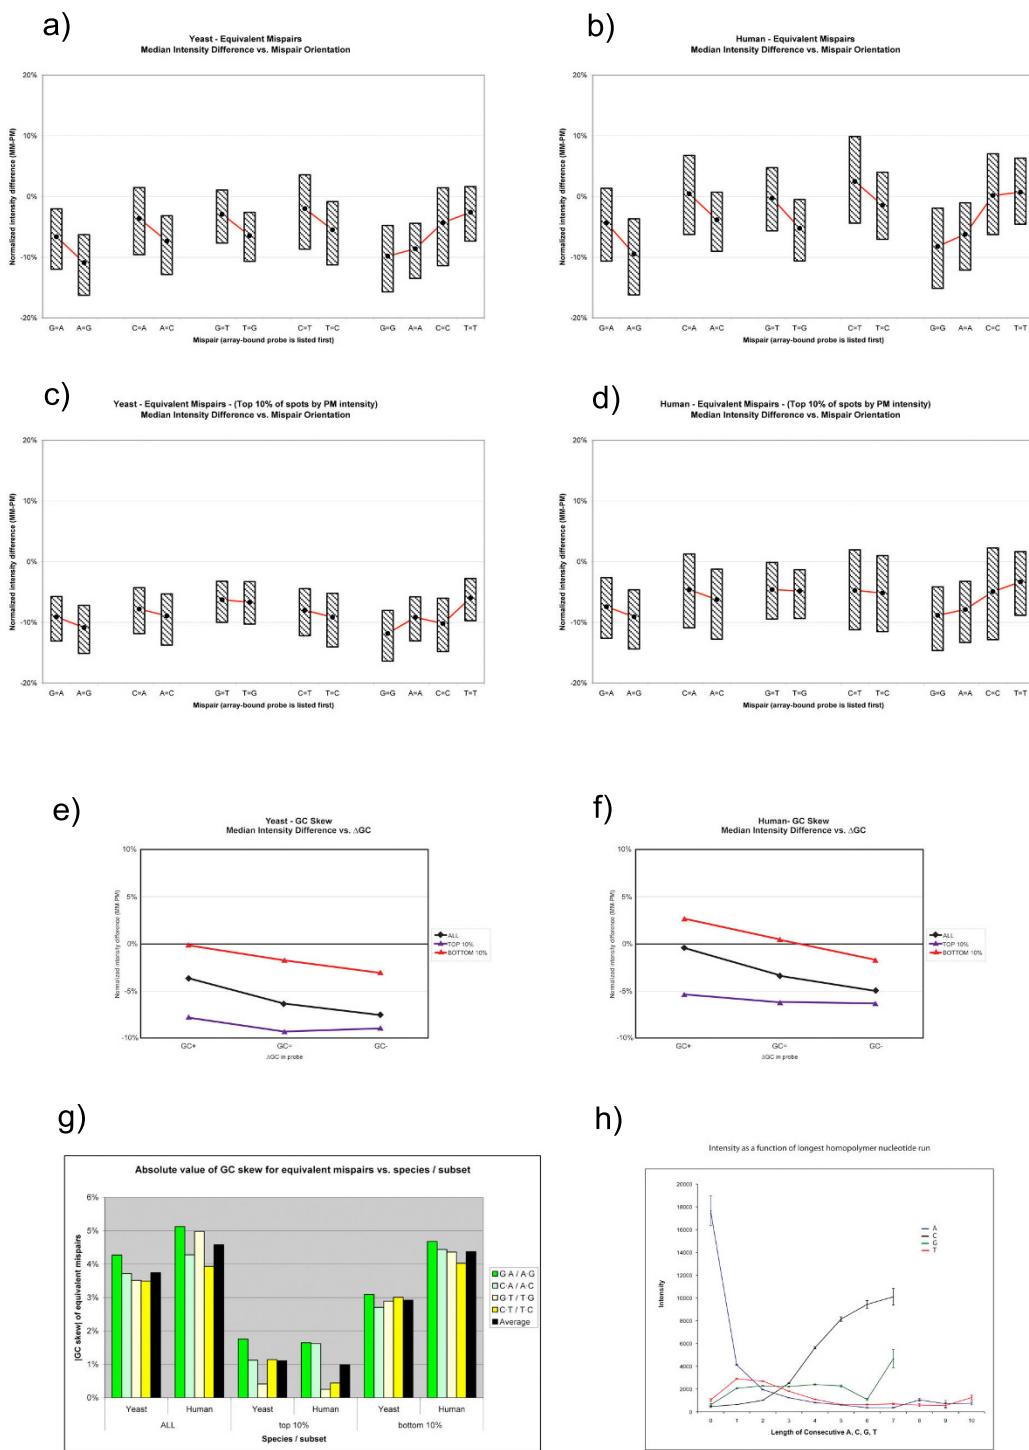 a)
Yeast - Equivalent Mispairs
Median Intensity Difference vs. Mispair Orientation
Normalized intensity difference (MM-PM)
20%
10%
0%
-10%
-20%
G=A A=G C=A A=C G=T T=G C=T T=C G=G A=A C=C T=T
Mispair (array-bound probe is listed first)
b)
Human - Equivalent Mispairs
Median Intensity Difference vs. Mispair Orientation
Normalized intensity difference (MM-PM)
20%
10%
0%
-10%
-20%
G=A A=G C=A A=C G=T T=G C=T T=C G=G A=A C=C T=T
Mispair (array-bound probe is listed first)
c)
Yeast - Equivalent Mispairs - (Top 10% of spots by PM intensity)
Median Intensity Difference vs. Mispair Orientation
Normalized intensity difference (MM-PM)
20%
10%
0%
-10%
-20%
G=A A=G C=A A=C G=T T=G C=T T=C G=G A=A C=C T=T
Mispair (array-bound probe is listed first)
d)
Human - Equivalent Mispairs - (Top 10% of spots by PM intensity)
Median Intensity Difference vs. Mispair Orientation
Normalized intensity difference (MM-PM)
20%
10%
0%
-10%
-20%
G=A A=G C=A A=C G=T T=G C=T T=C G=G A=A C=C T=T
Mispair (array-bound probe is listed first)
e)
Yeast - GC Skew
Median Intensity Difference vs. ΔGC
Normalized intensity difference (MM-PM)
10%
5%
0%
-5%
-10%
GC+ GC= GC-
ΔGC in probe
ALL
TOP 10%
BOTTOM 10%
f)
Human- GC Skew
Median Intensity Difference vs. ΔGC
Normalized intensity difference (MM-PM)
10%
5%
0%
-5%
-10%
GC+ GC= GC-
ΔGC in probe
ALL
TOP 10%
BOTTOM 10%
g)
Absolute value of GC skew for equivalent mispairs vs. species / subset
|GC skew| of equivalent mispairs
6%
5%
4%
3%
2%
1%
0%
Yeast Human Yeast Human Yeast Human
ALL top 10% bottom 10%
Species / subset
G·A / A·G
C·A / A·C
G·T / T·G
C·T / T·C
Average
h)
Intensity as a function of longest homopolymer nucleotide run
Intensity
20000
18000
16000
14000
12000
10000
8000
6000
4000
2000
0
0 1 2 3 4 5 6 7 8 9 10
Length of Consecutive A, C, G, T
A
C
G
T